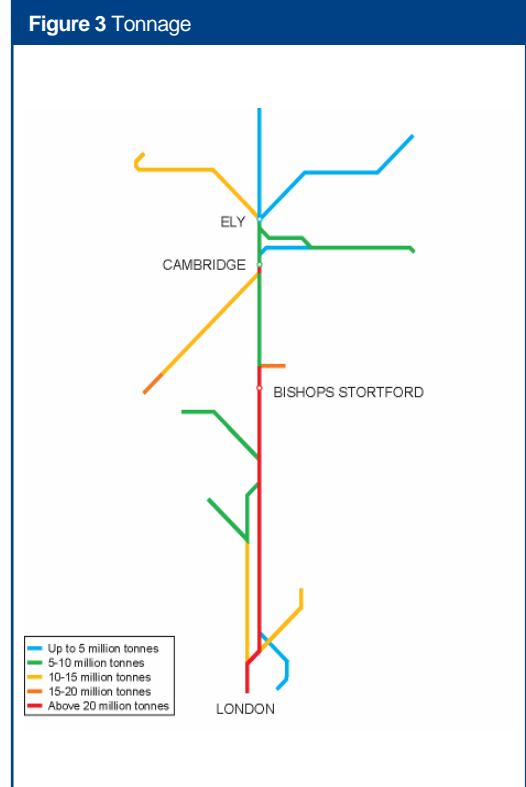 Figure 3 Tonnage
ELY
CAMBRIDGE
BISHOPS STORTFORD
Up to 5 million tonnes
5-10 million tonnes
10-15 million tonnes
15-20 million tonnes
Above 20 million tonnes
LONDON